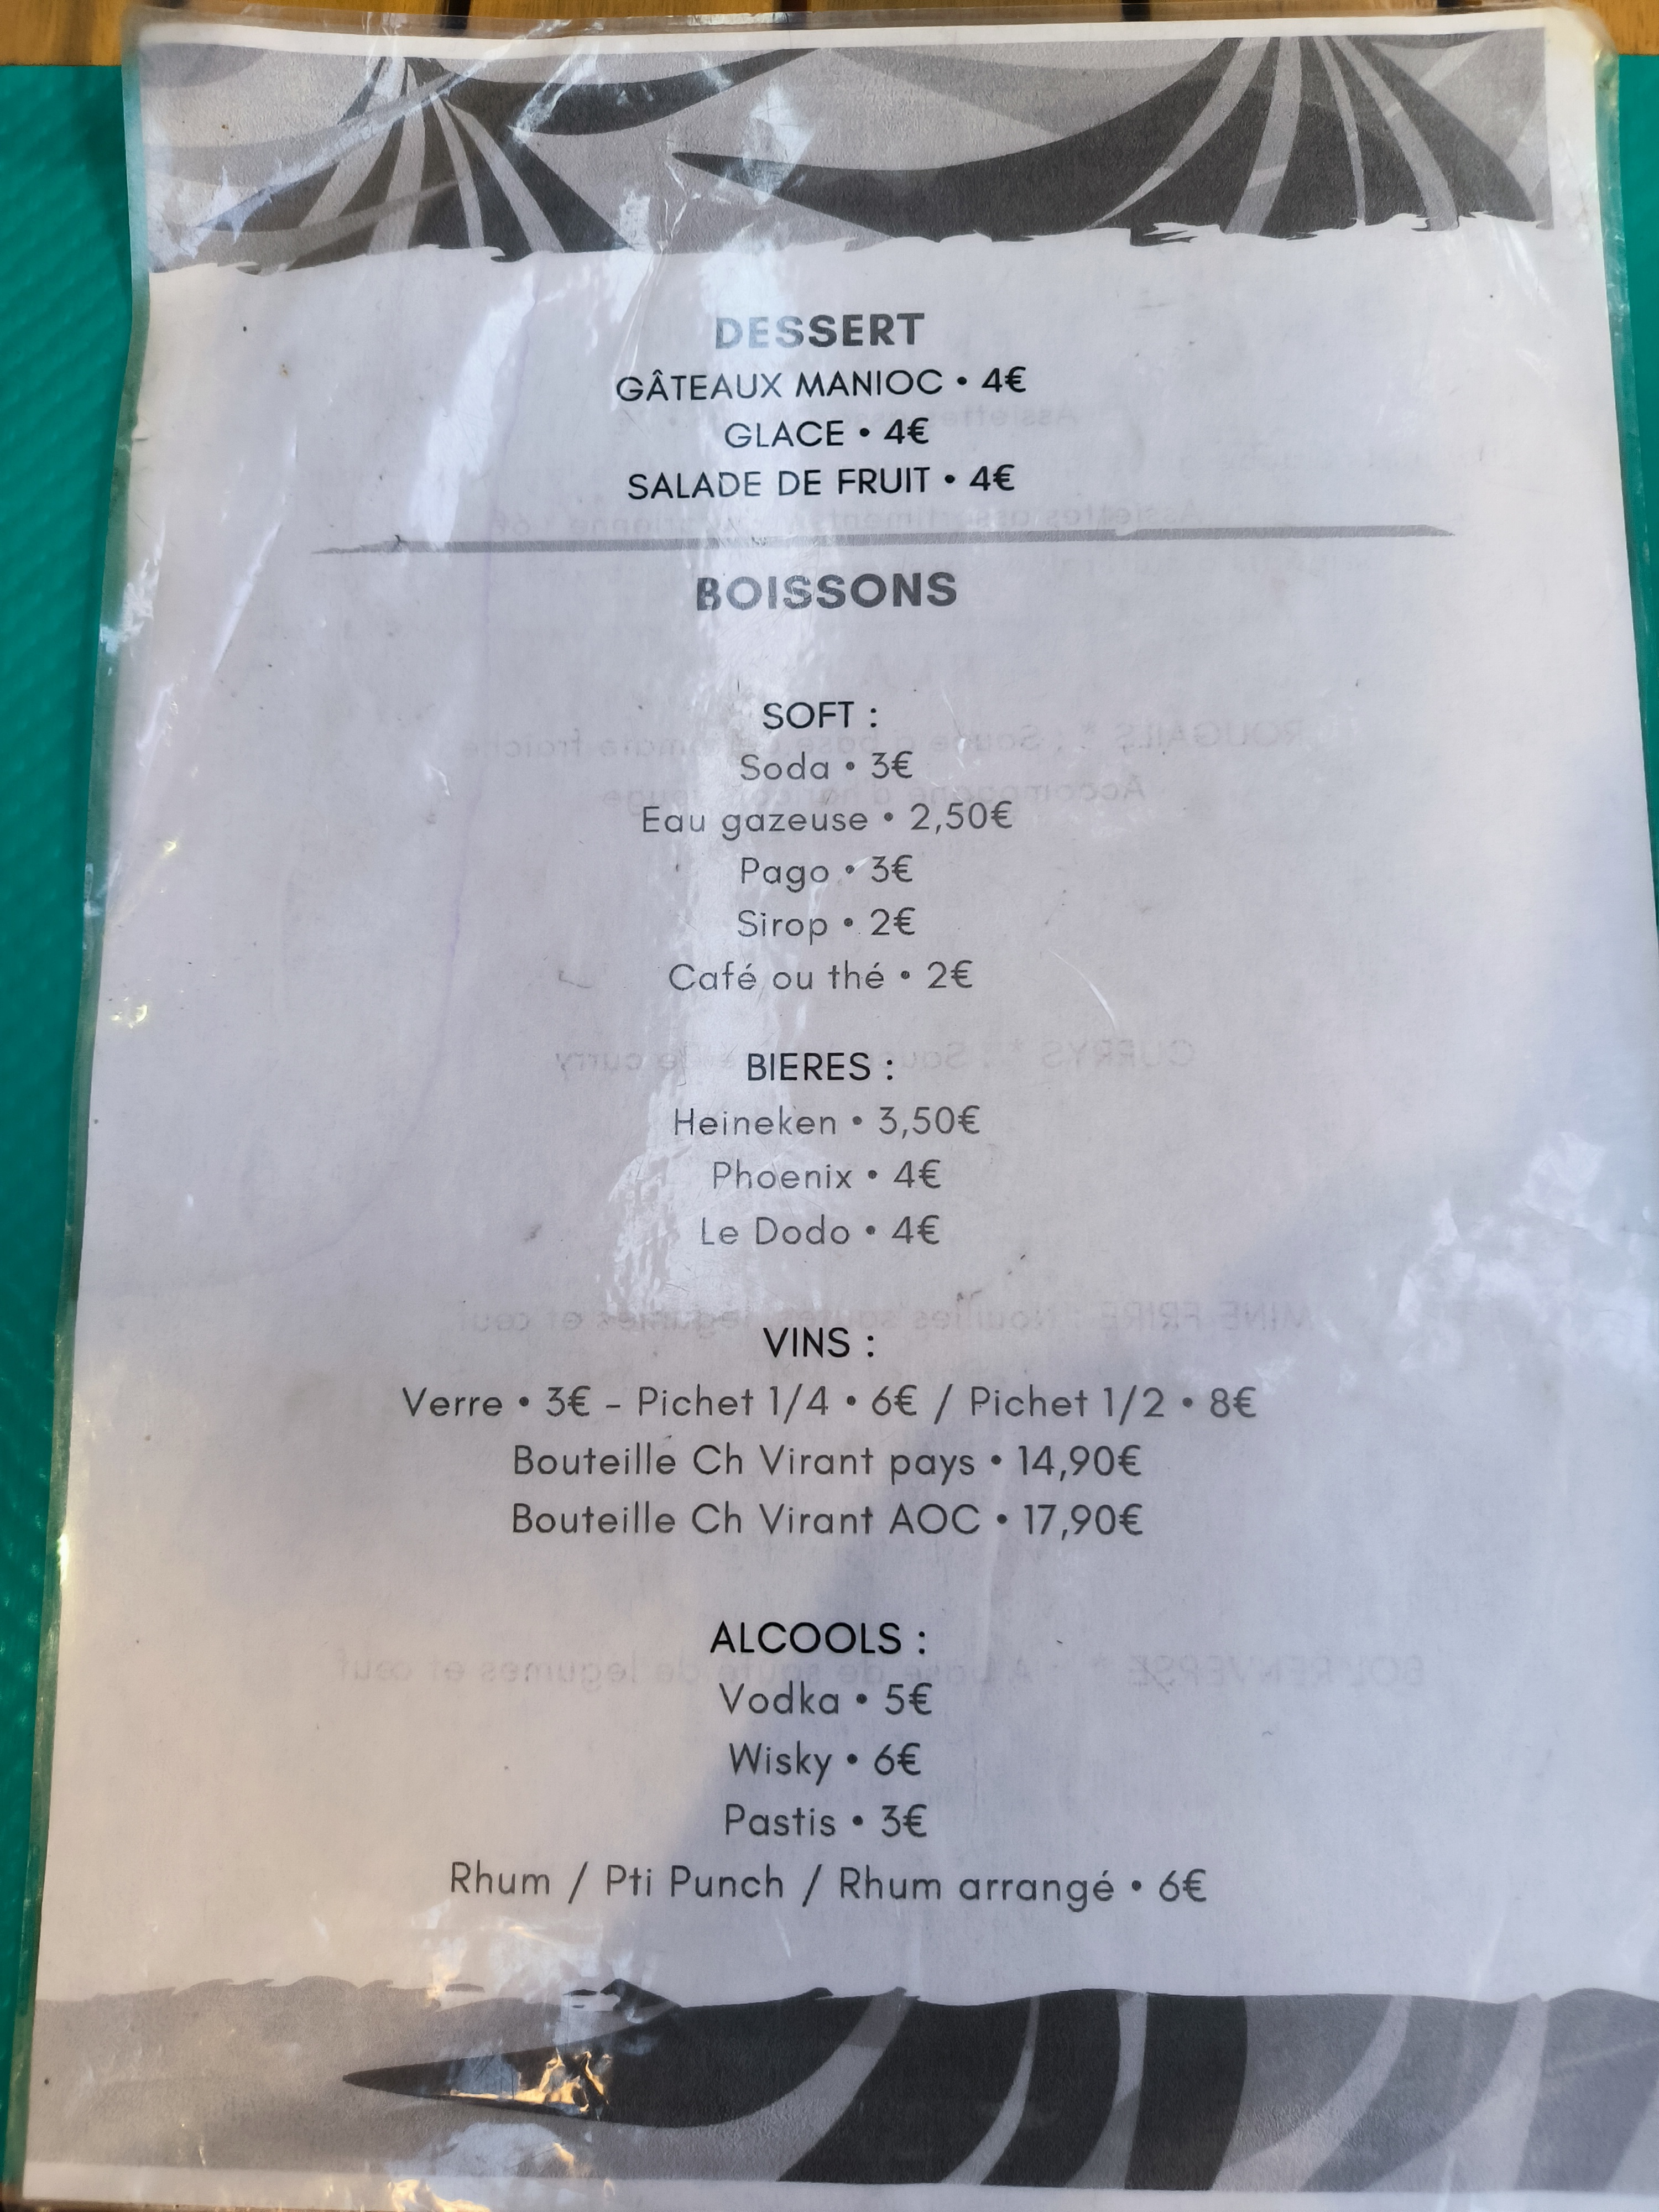 DESSERT
GÂTEAUX MANIOC • 4€
GLACE • 4€
SALADE DE FRUIT • 4€
BOISSONS
SOFT :
Soda • 3€
Eau gazeuse • 2,50€
Pago • 3€
Sirop • 2€
Café ou thé • 2€
BIERES :
Heineken • 3,50€
Phoenix • 4€
Le Dodo • 4€
VINS :
Verre • 3€ - Pichet 1/4 • 6€ / Pichet 1/2 • 8€
Bouteille Ch Virant pays • 14,90€
Bouteille Ch Virant AOC • 17,90€
ALCOOLS :
Vodka • 5€
Wisky • 6€
Pastis • 3€
Rhum / Pti Punch / Rhum arrangé • 6€